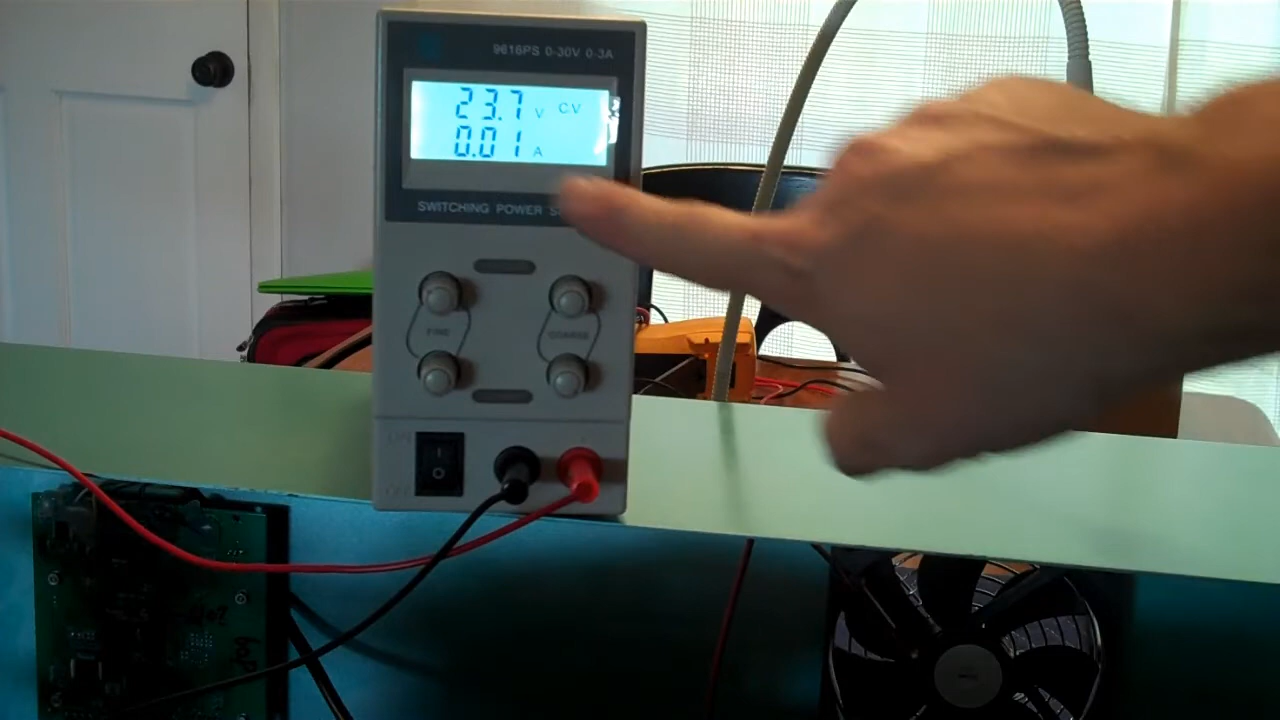 9616PS 0-30V 0-3A
23.7 V C.V
0.01 A
SWITCHING POWER
FINE
COARSE